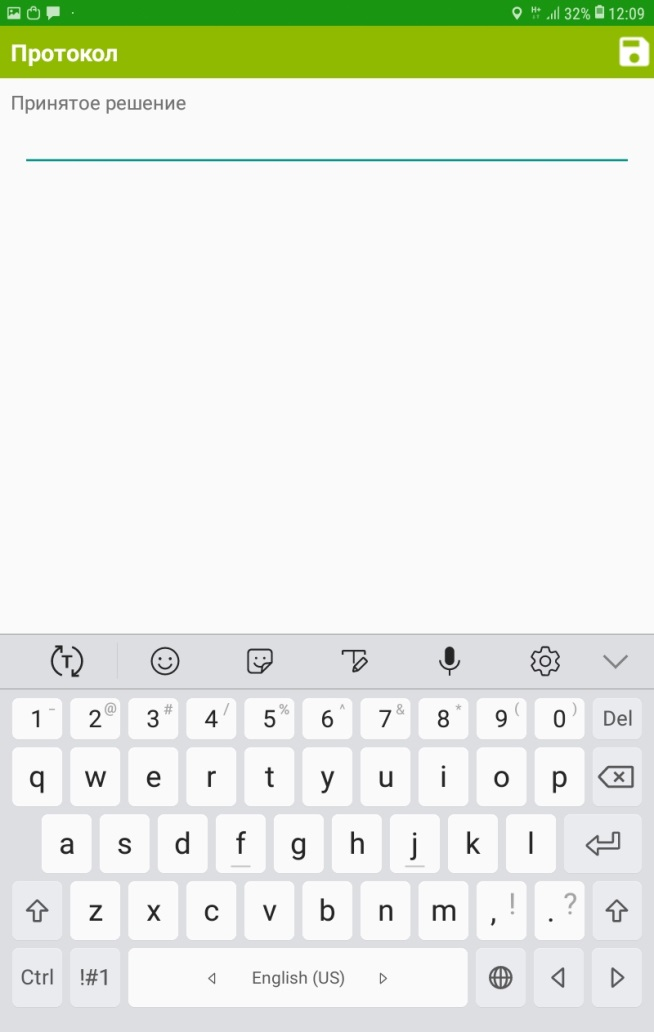 32% 12:09
Протокол
Принятое решение
T
1 - 2 @ 3 # 4 / 5 % 6 ^ 7 & 8 * 9 ( 0 ) Del
q w e r t y u i o p
a s d f g h j k l
z x c v b n m , ! . ?
Ctrl !#1 English (US)